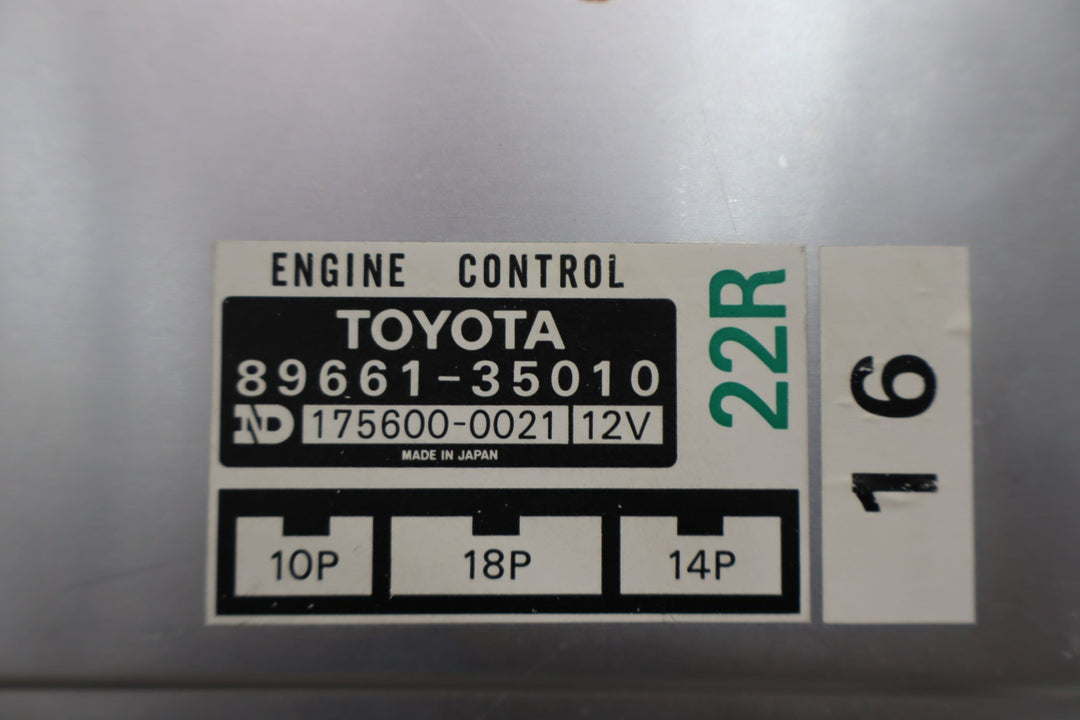 ENGINE CONTROL
TOYOTA
89661-35010
ND 175600-0021 12V
MADE IN JAPAN
22R
10P 18P 14P
16